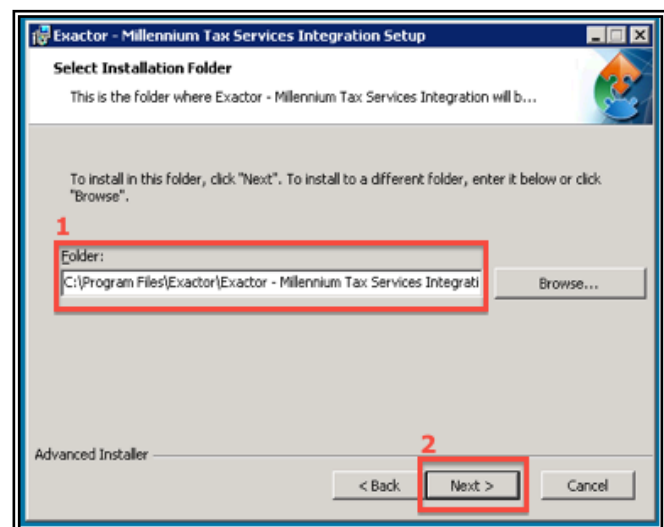 Exactor - Millennium Tax Services Integration Setup
Select Installation Folder
This is the folder where Exactor - Millennium Tax Services Integration will b...
To install in this folder, click "Next". To install to a different folder, enter it below or click
"Browse".
1
Folder:
C:\Program Files\Exactor\Exactor - Millennium Tax Services Integrati
Browse...
Advanced Installer
2
< Back
Next >
Cancel